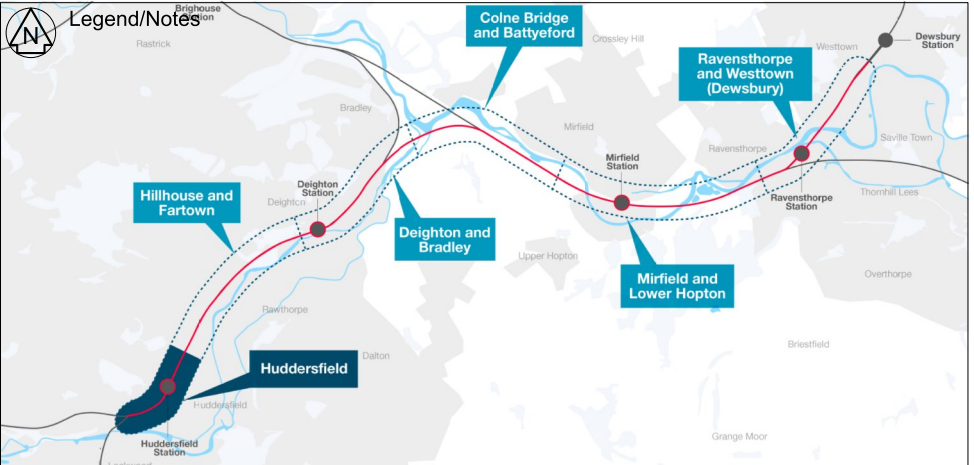 N
Legend/Notes
Brighouse
Station
Rastrick
Colne Bridge
and Battyeford
Crossley Hill
Westtown
Dewsbury
Station
Ravensthorpe
and Westtown
(Dewsbury)
Bradley
Mirfield
Ravensthorpe
Saville Town
Mirfield
Station
Deighton
Station
Deighton
Hillhouse and
Fartown
Thornhill Lees
Ravensthorpe
Station
Deighton and
Bradley
Upper Hopton
Mirfield and
Lower Hopton
Overthorpe
Rawthorpe
Briestfield
Dalton
Huddersfield
Huddersfield
Huddersfield
Station
Grange Moor
Lockwood